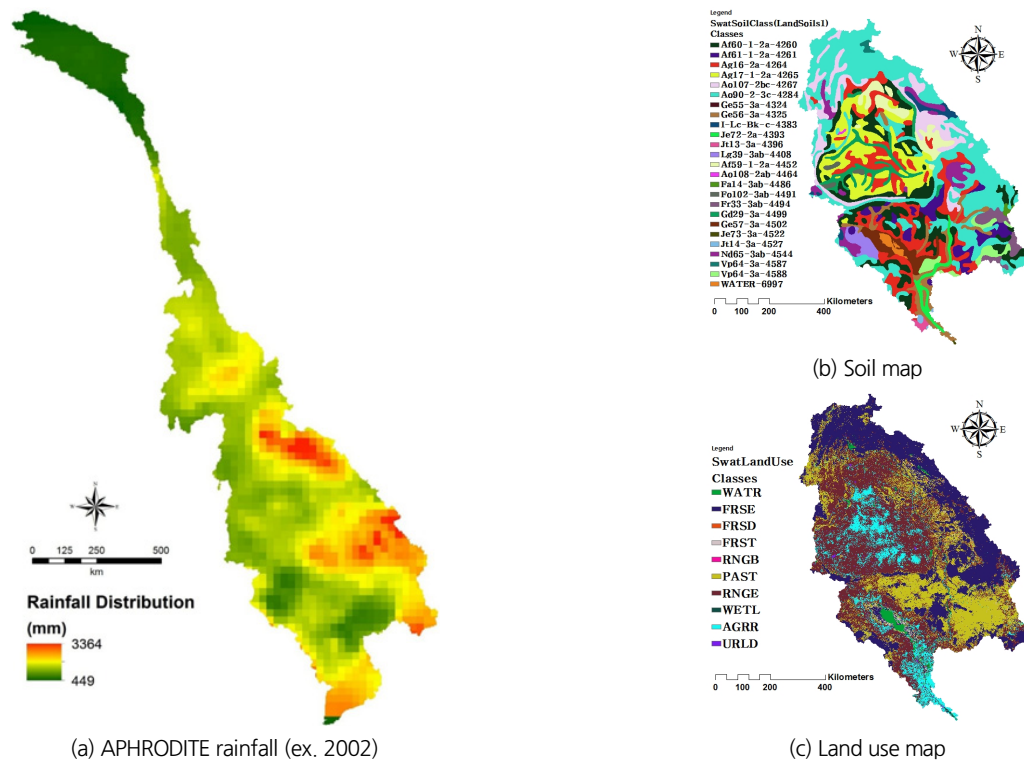 N
W
E
S
0 125 250 500
km
Rainfall Distribution
(mm)
3364
449
(a) APHRODITE rainfall (ex. 2002)
Legend
SwatSoilClass(LandSoils1)
Classes
Af60-1-2a-4260
Af61-1-2a-4261
Ag16-2a-4264
Ag17-1-2a-4265
Ao107-2bc-4267
Ao90-2-3c-4284
Ge55-3a-4324
Ge56-3a-4325
I-Lc-Bk-c-4383
Je72-2a-4393
Jt13-3a-4396
Lg39-3ab-4408
Af59-1-2a-4452
Ao108-2ab-4464
Fa14-3ab-4486
Fo102-3ab-4491
Fr33-3ab-4494
Gd29-3a-4499
Ge57-3a-4502
Je73-3a-4522
Jt14-3a-4527
Nd65-3ab-4544
Vp64-3a-4587
Vp64-3a-4588
WATER-6997
N
W
E
S
Kilometers
0 100 200 400
(b) Soil map
Legend
SwatLandUse
Classes
WATR
FRSE
FRSD
FRST
RNGB
PAST
RNGE
WETL
AGRR
URLD
N
W
E
S
Kilometers
0 100 200 400
(c) Land use map